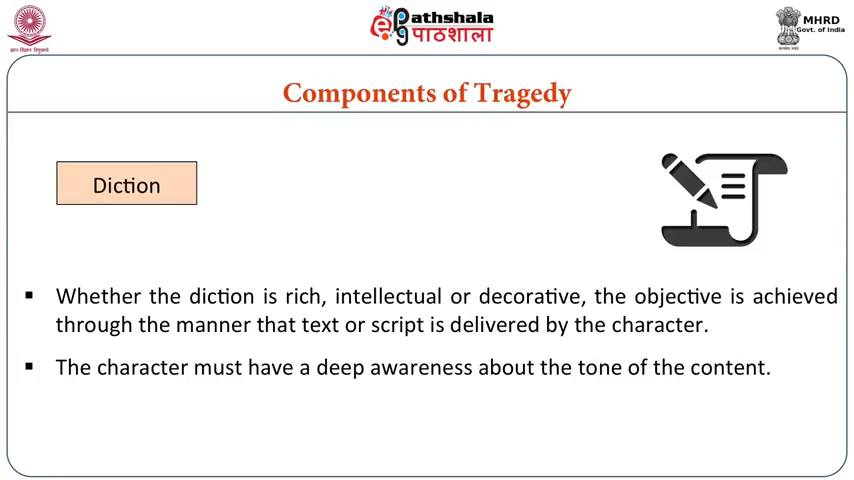 ePathshala
पाठशाला
MHRD
Govt. of India
Components of Tragedy
Diction
▪ Whether the diction is rich, intellectual or decorative, the objective is achieved
through the manner that text or script is delivered by the character.
▪ The character must have a deep awareness about the tone of the content.